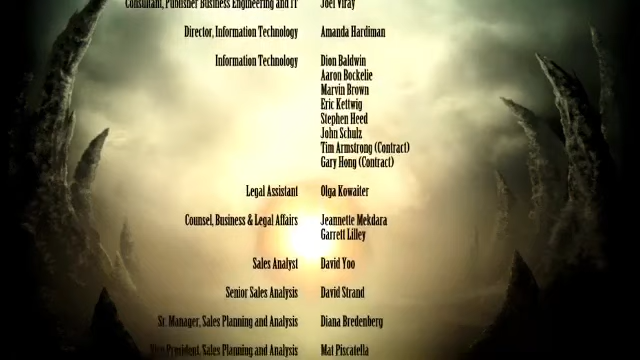 Consultant, Publisher Business Engineering and IT Joel Viray
Director, Information Technology Amanda Hardiman
Information Technology Dion Baldwin
Aaron Bockelie
Marvin Brown
Eric Kettwig
Stephen Heed
John Schulz
Tim Armstrong (Contract)
Gary Hong (Contract)
Legal Assistant Olga Kowaiter
Counsel, Business & Legal Affairs Jeannette Mekdara
Garrett Lilley
Sales Analyst David Yoo
Senior Sales Analysis David Strand
Sr. Manager, Sales Planning and Analysis Diana Bredenberg
Vice President, Sales Planning and Analysis Mat Piscatella